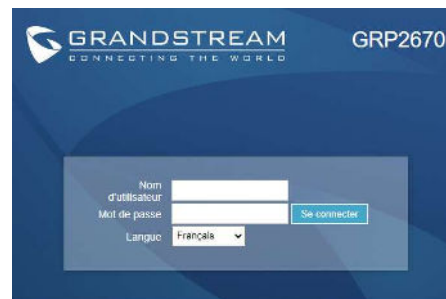 GRANDSTREAM
CONNECTING THE WORLD
GRP2670
Nom
d'utilisateur
Mot de passe
Se connecter
Langue
Français